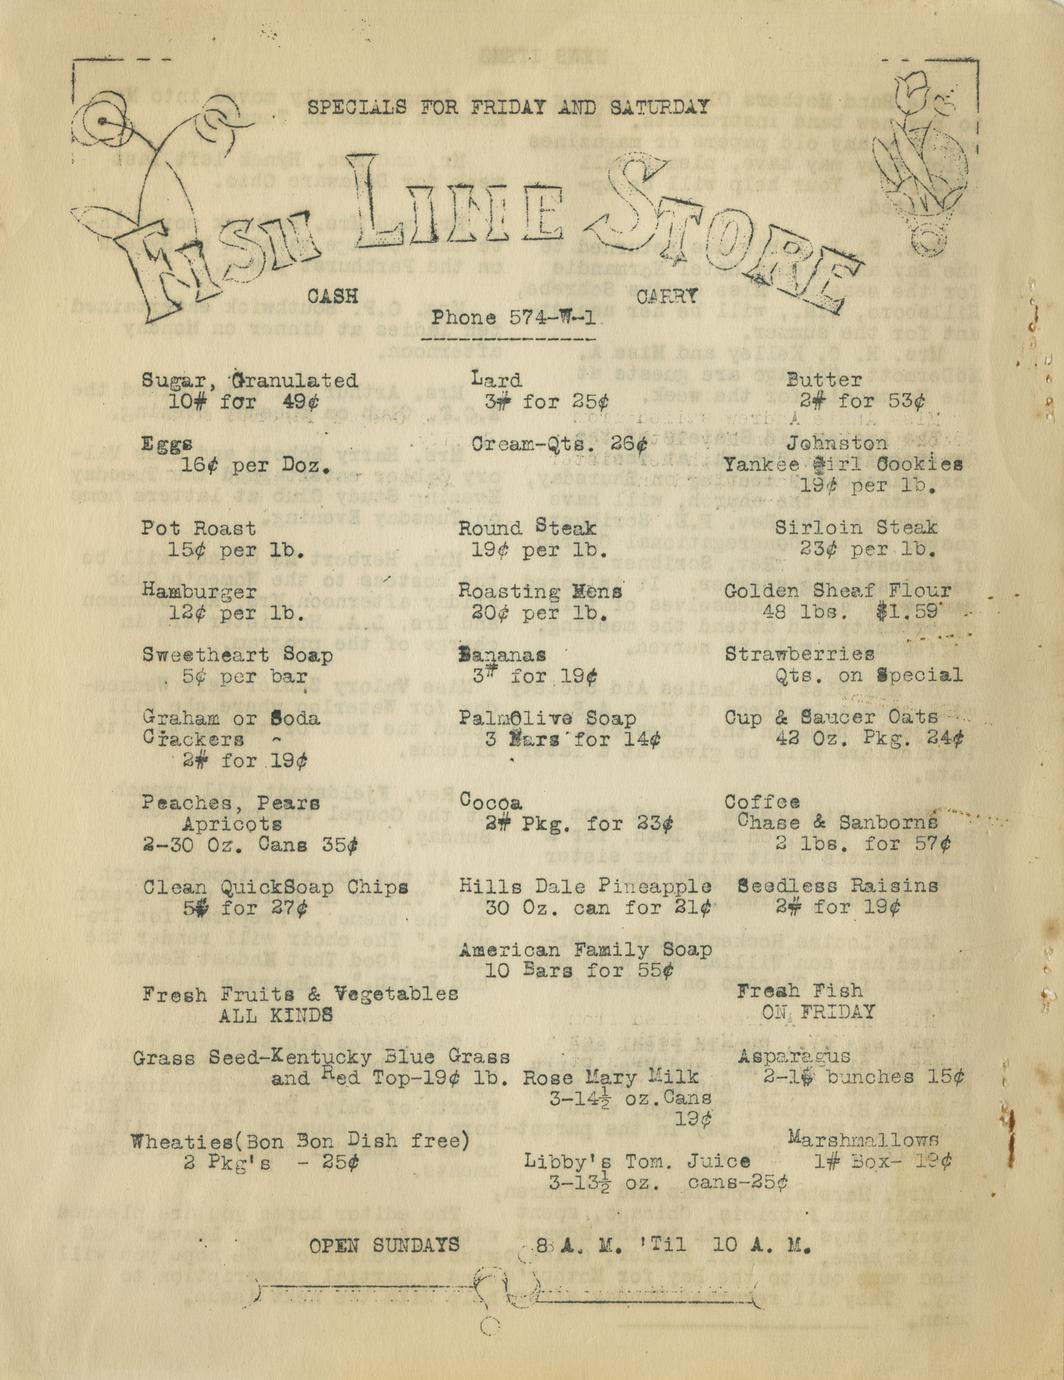 SPECIALS FOR FRIDAY AND SATURDAY
FISH LINE STORE
CASH CARRY
Phone 574-W-1
Sugar, Granulated
10# for 49¢
Lard
3# for 25¢
Butter
2# for 53¢
Eggs
16¢ per Doz.
Cream-Qts. 26¢
Johnston
Yankee Girl Cookies
19¢ per lb.
Pot Roast
15¢ per lb.
Round Steak
19¢ per lb.
Sirloin Steak
23¢ per lb.
Hamburger
12¢ per lb.
Roasting Hens
20¢ per lb.
Golden Sheaf Flour
48 lbs. $1.59
Sweetheart Soap
5¢ per bar
Bananas
3# for 19¢
Strawberries
Qts. on Special
Graham or Soda
Crackers -
2# for 19¢
PalmOlive Soap
3 Bars for 14¢
Cup & Saucer Oats
42 Oz. Pkg. 24¢
Peaches, Pears
Apricots
2-30 Oz. Cans 35¢
Cocoa
2# Pkg. for 23¢
Coffee
Chase & Sanborns
2 lbs. for 57¢
Clean QuickSoap Chips
5# for 27¢
Hills Dale Pineapple
30 Oz. can for 21¢
Seedless Raisins
2# for 19¢
American Family Soap
10 Bars for 55¢
Fresh Fruits & Vegetables
ALL KINDS
Fresh Fish
ON FRIDAY
Grass Seed-Kentucky Blue Grass
and Red Top-19¢ lb.
Rose Mary Milk
3-14½ oz.Cans
19¢
Asparagus
2-1# bunches 15¢
Wheaties(Bon Bon Dish free)
2 Pkg's - 25¢
Libby's Tom. Juice
3-13½ oz. cans-25¢
Marshmallows
1# Box- 19¢
OPEN SUNDAYS 8 A. M. 'Til 10 A. M.